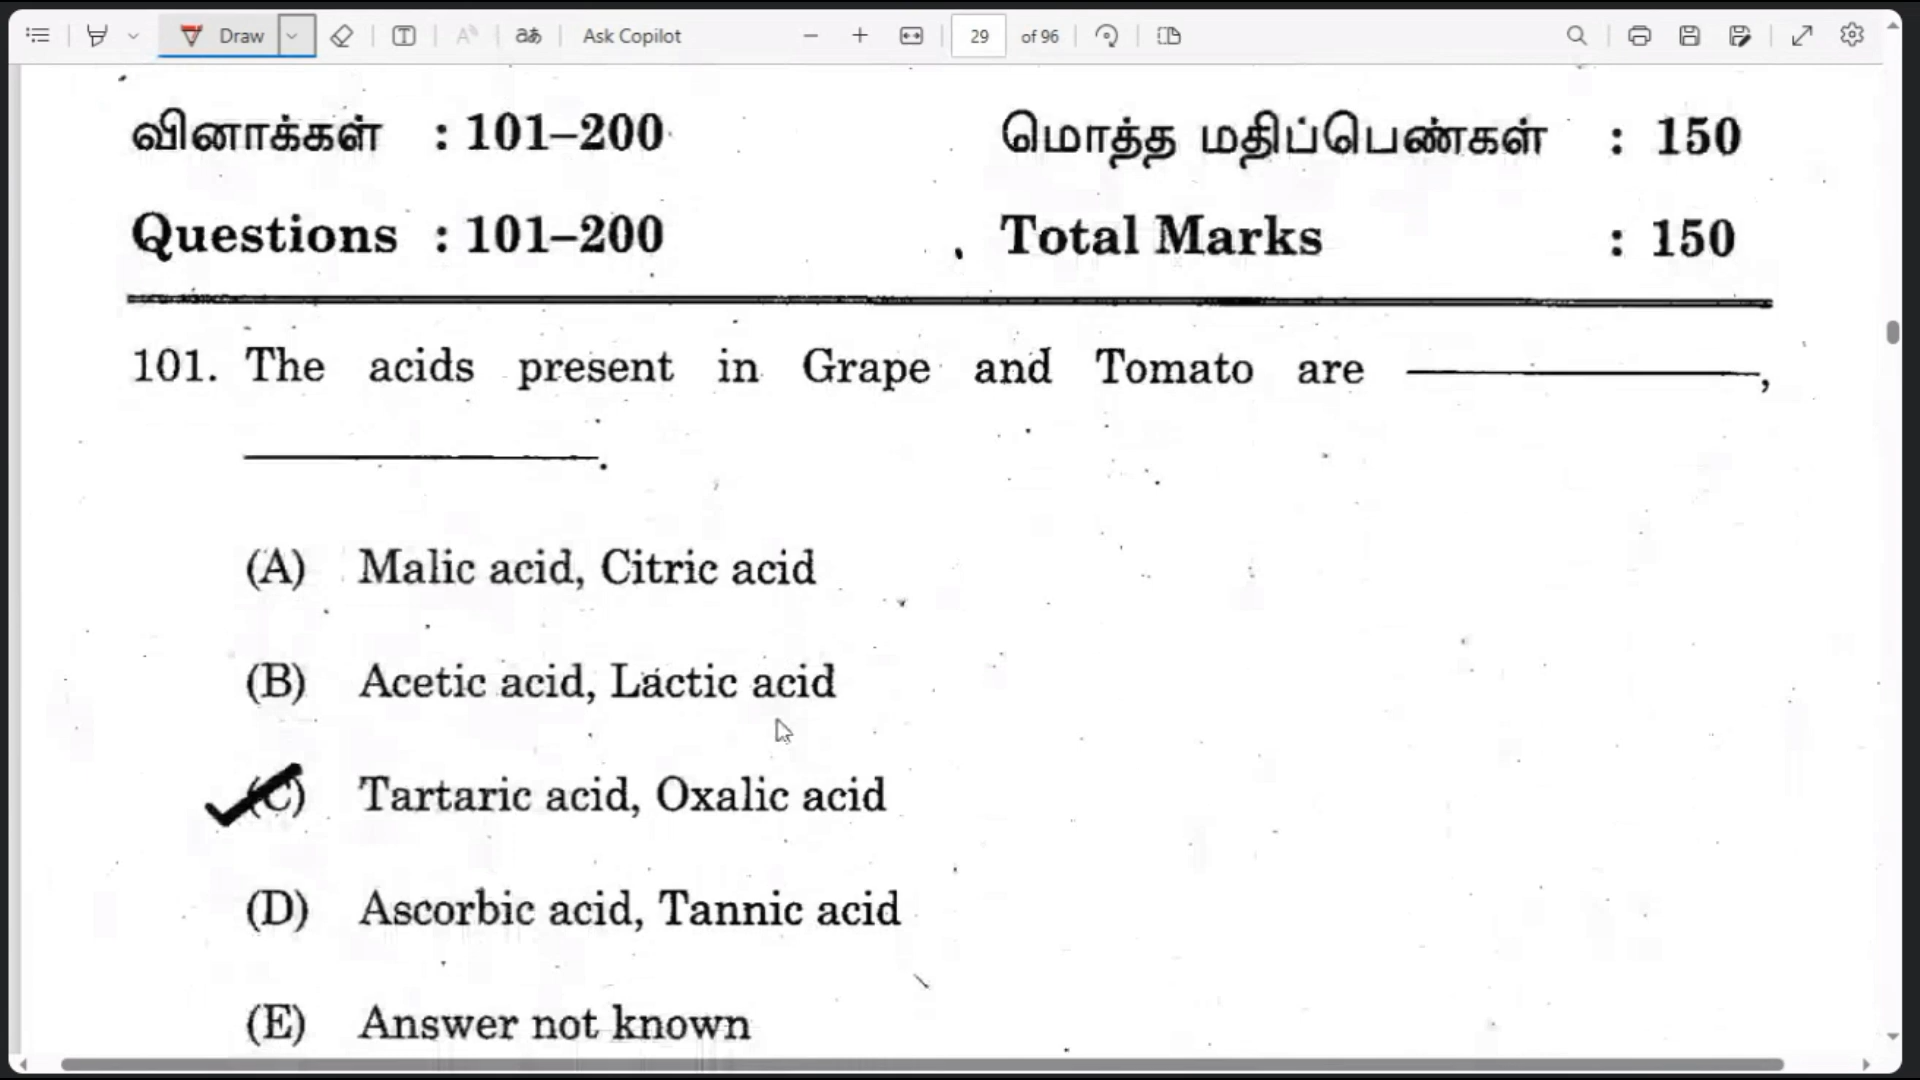 Draw
Ask Copilot
29 of 96
வினாக்கள் : 101–200 மொத்த மதிப்பெண்கள் : 150
Questions : 101–200 Total Marks : 150
101. The acids present in Grape and Tomato are ————————,
————————.
(A) Malic acid, Citric acid
(B) Acetic acid, Lactic acid
(C) Tartaric acid, Oxalic acid
(D) Ascorbic acid, Tannic acid
(E) Answer not known